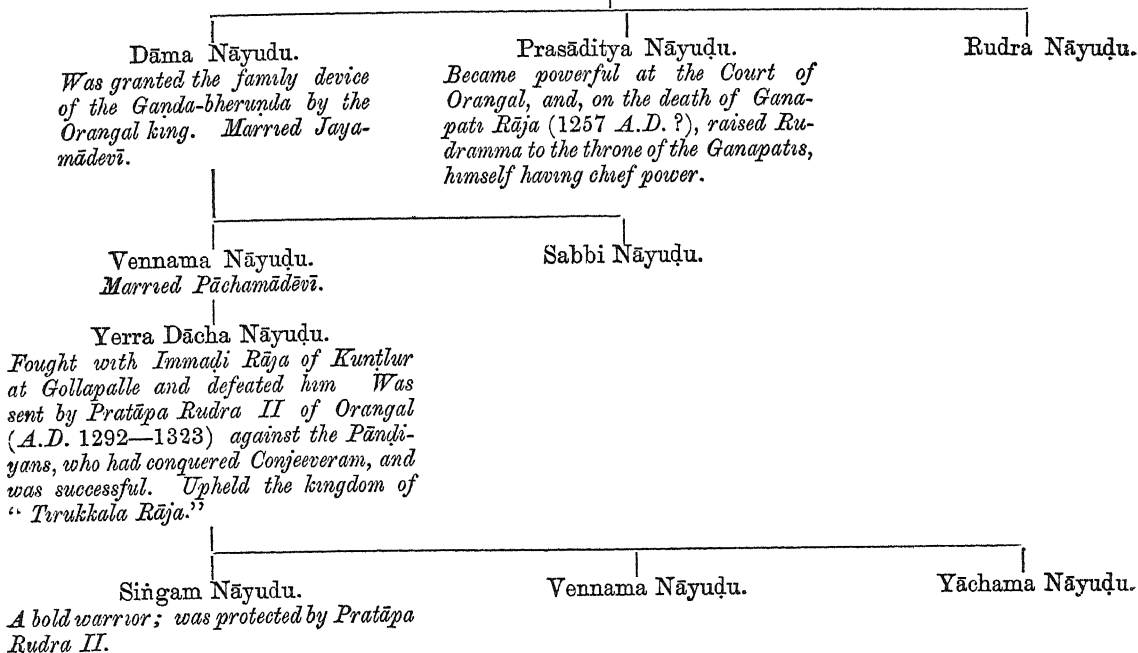 Dāma Nāyudu.
Was granted the family device
of the Gaṇda-bheruṇḍa by the
Orangal king. Married Jaya-
mādevī.
Prasāditya Nāyuḍu.
Became powerful at the Court of
Orangal, and, on the death of Gana-
pati Rāja (1257 A.D. ?), raised Ru-
dramma to the throne of the Ganapatis,
himself having chief power.
Rudra Nāyuḍu.
Vennama Nāyuḍu.
Married Pāchamādēvī.
Sabbi Nāyuḍu.
Yerra Dācha Nāyuḍu.
Fought with Immaḍi Rāja of Kunṭlur
at Gollapalle and defeated him Was
sent by Pratāpa Rudra II of Orangal
(A.D. 1292—1323) against the Pāṇḍi-
yans, who had conquered Conjeeveram, and
was successful. Upheld the kingdom of
“ Tirukkala Rāja.”
Siṅgam Nāyudu.
A bold warrior; was protected by Pratāpa
Rudra II.
Vennama Nāyuḍu.
Yāchama Nāyuḍu.